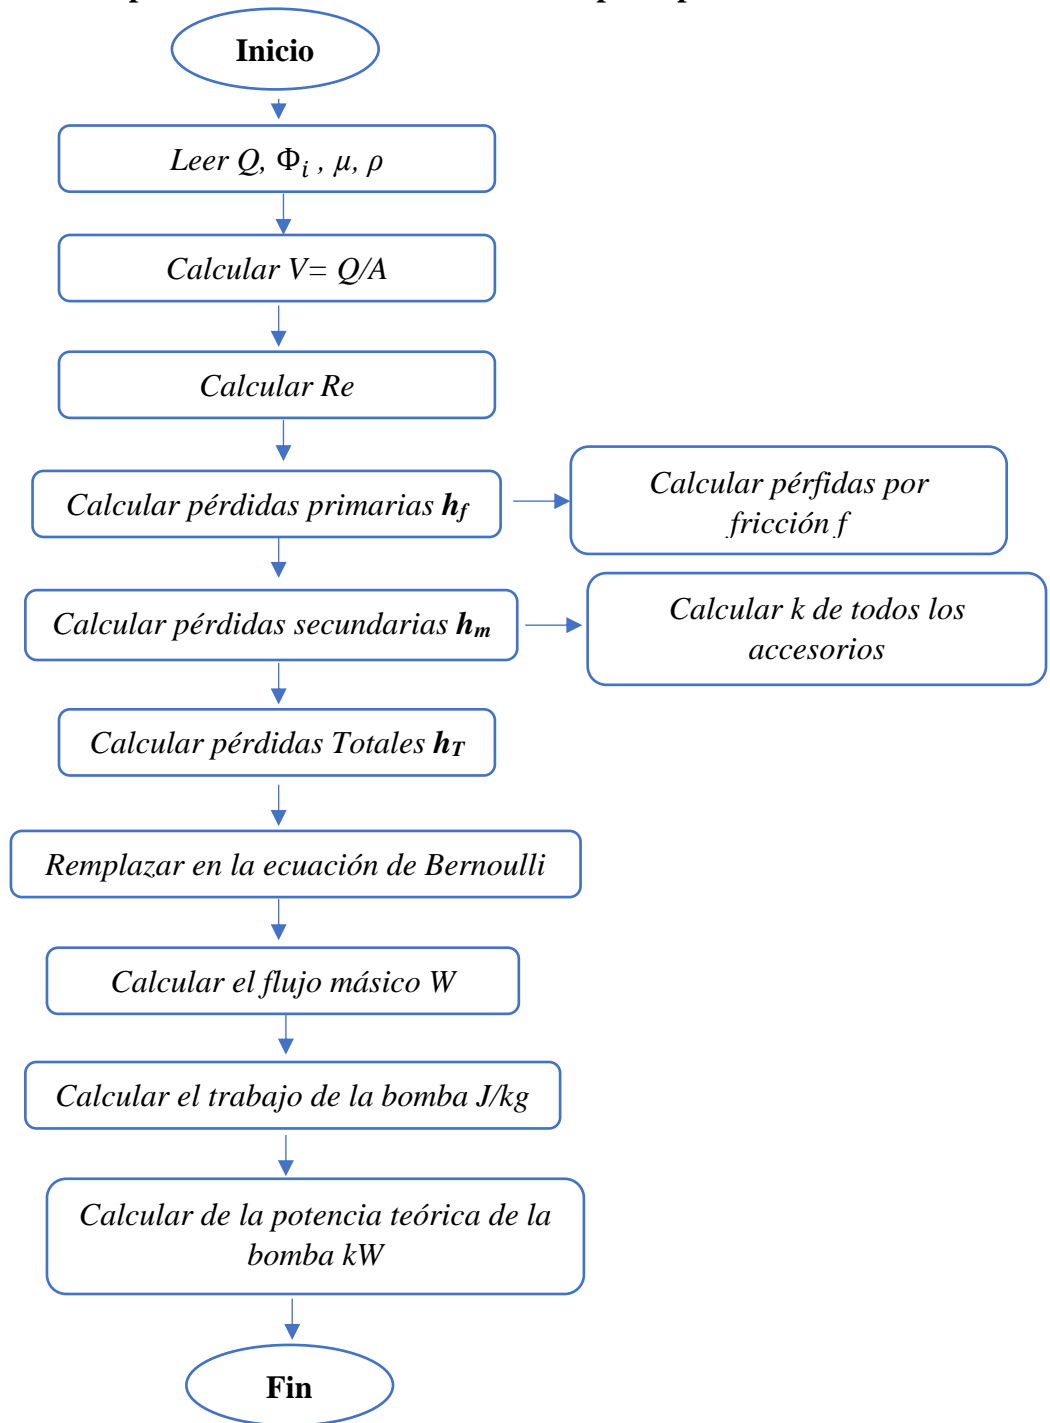 Inicio
Leer Q, Φi , μ, ρ
Calcular V= Q/A
Calcular Re
Calcular pérdidas primarias hf
Calcular pérfidas por
fricción f
Calcular pérdidas secundarias hm
Calcular k de todos los
accesorios
Calcular pérdidas Totales hT
Remplazar en la ecuación de Bernoulli
Calcular el flujo másico W
Calcular el trabajo de la bomba J/kg
Calcular de la potencia teórica de la
bomba kW
Fin